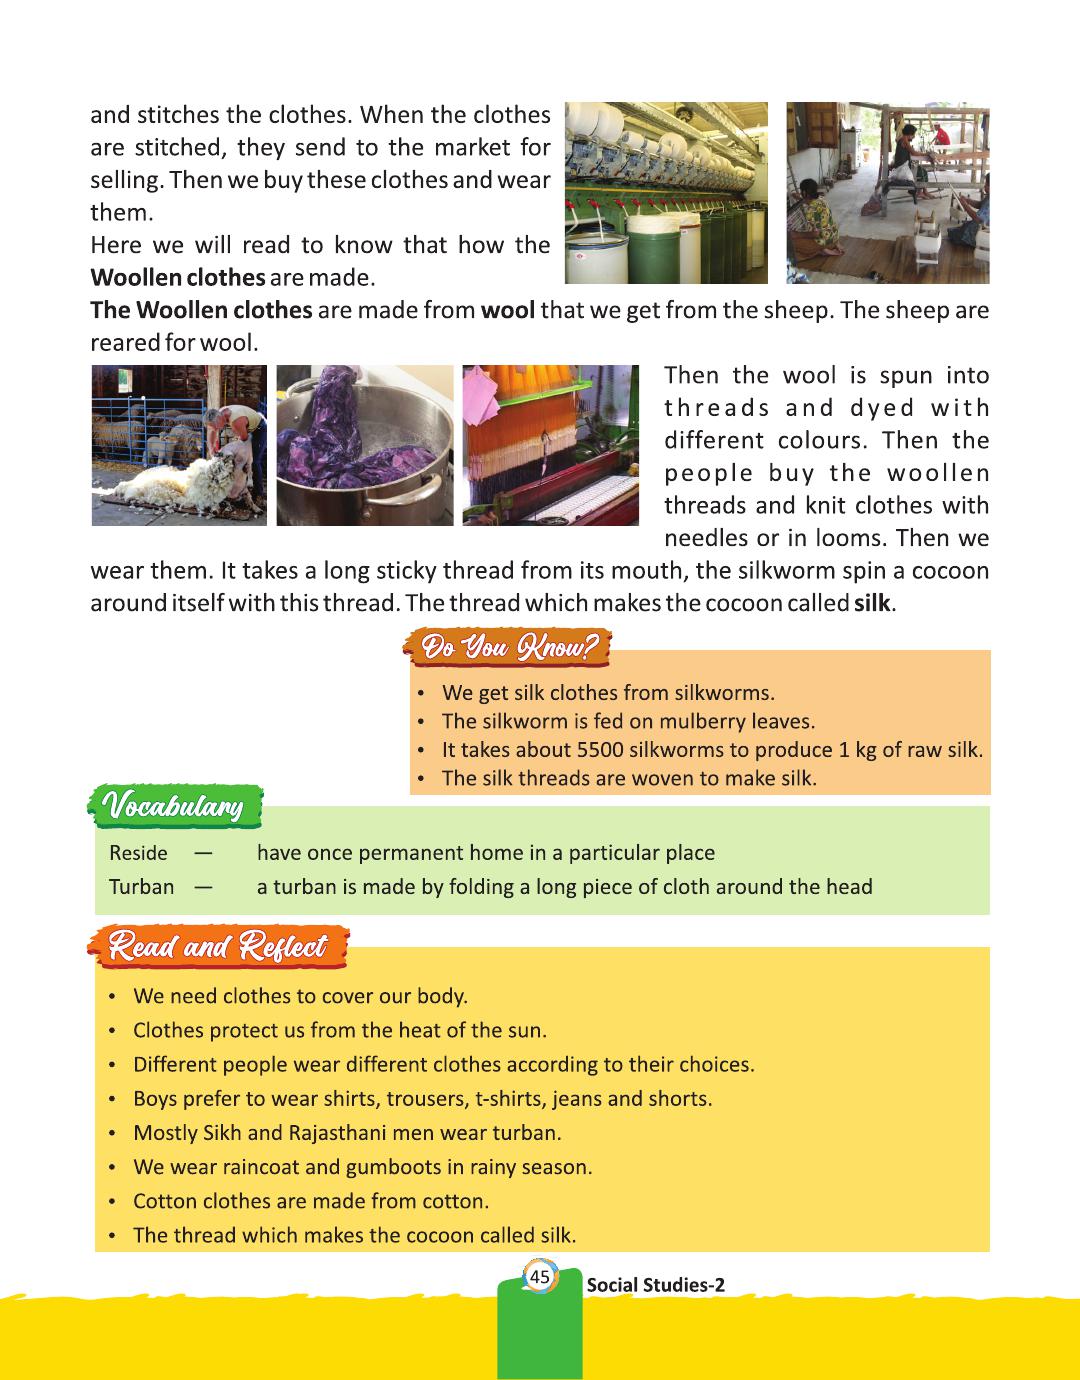 and stitches the clothes. When the clothes
are stitched, they send to the market for
selling. Then we buy these clothes and wear
them.
Here we will read to know that how the
Woollen clothes are made.
The Woollen clothes are made from wool that we get from the sheep. The sheep are
reared for wool.
Then the wool is spun into
threads and dyed with
different colours. Then the
people buy the woollen
threads and knit clothes with
needles or in looms. Then we
wear them. It takes a long sticky thread from its mouth, the silkworm spin a cocoon
around itself with this thread. The thread which makes the cocoon called silk.
Do You Know?
• We get silk clothes from silkworms.
• The silkworm is fed on mulberry leaves.
• It takes about 5500 silkworms to produce 1 kg of raw silk.
• The silk threads are woven to make silk.
Vocabulary
Reside — have once permanent home in a particular place
Turban — a turban is made by folding a long piece of cloth around the head
Read and Reflect
• We need clothes to cover our body.
• Clothes protect us from the heat of the sun.
• Different people wear different clothes according to their choices.
• Boys prefer to wear shirts, trousers, t-shirts, jeans and shorts.
• Mostly Sikh and Rajasthani men wear turban.
• We wear raincoat and gumboots in rainy season.
• Cotton clothes are made from cotton.
• The thread which makes the cocoon called silk.
45
Social Studies-2